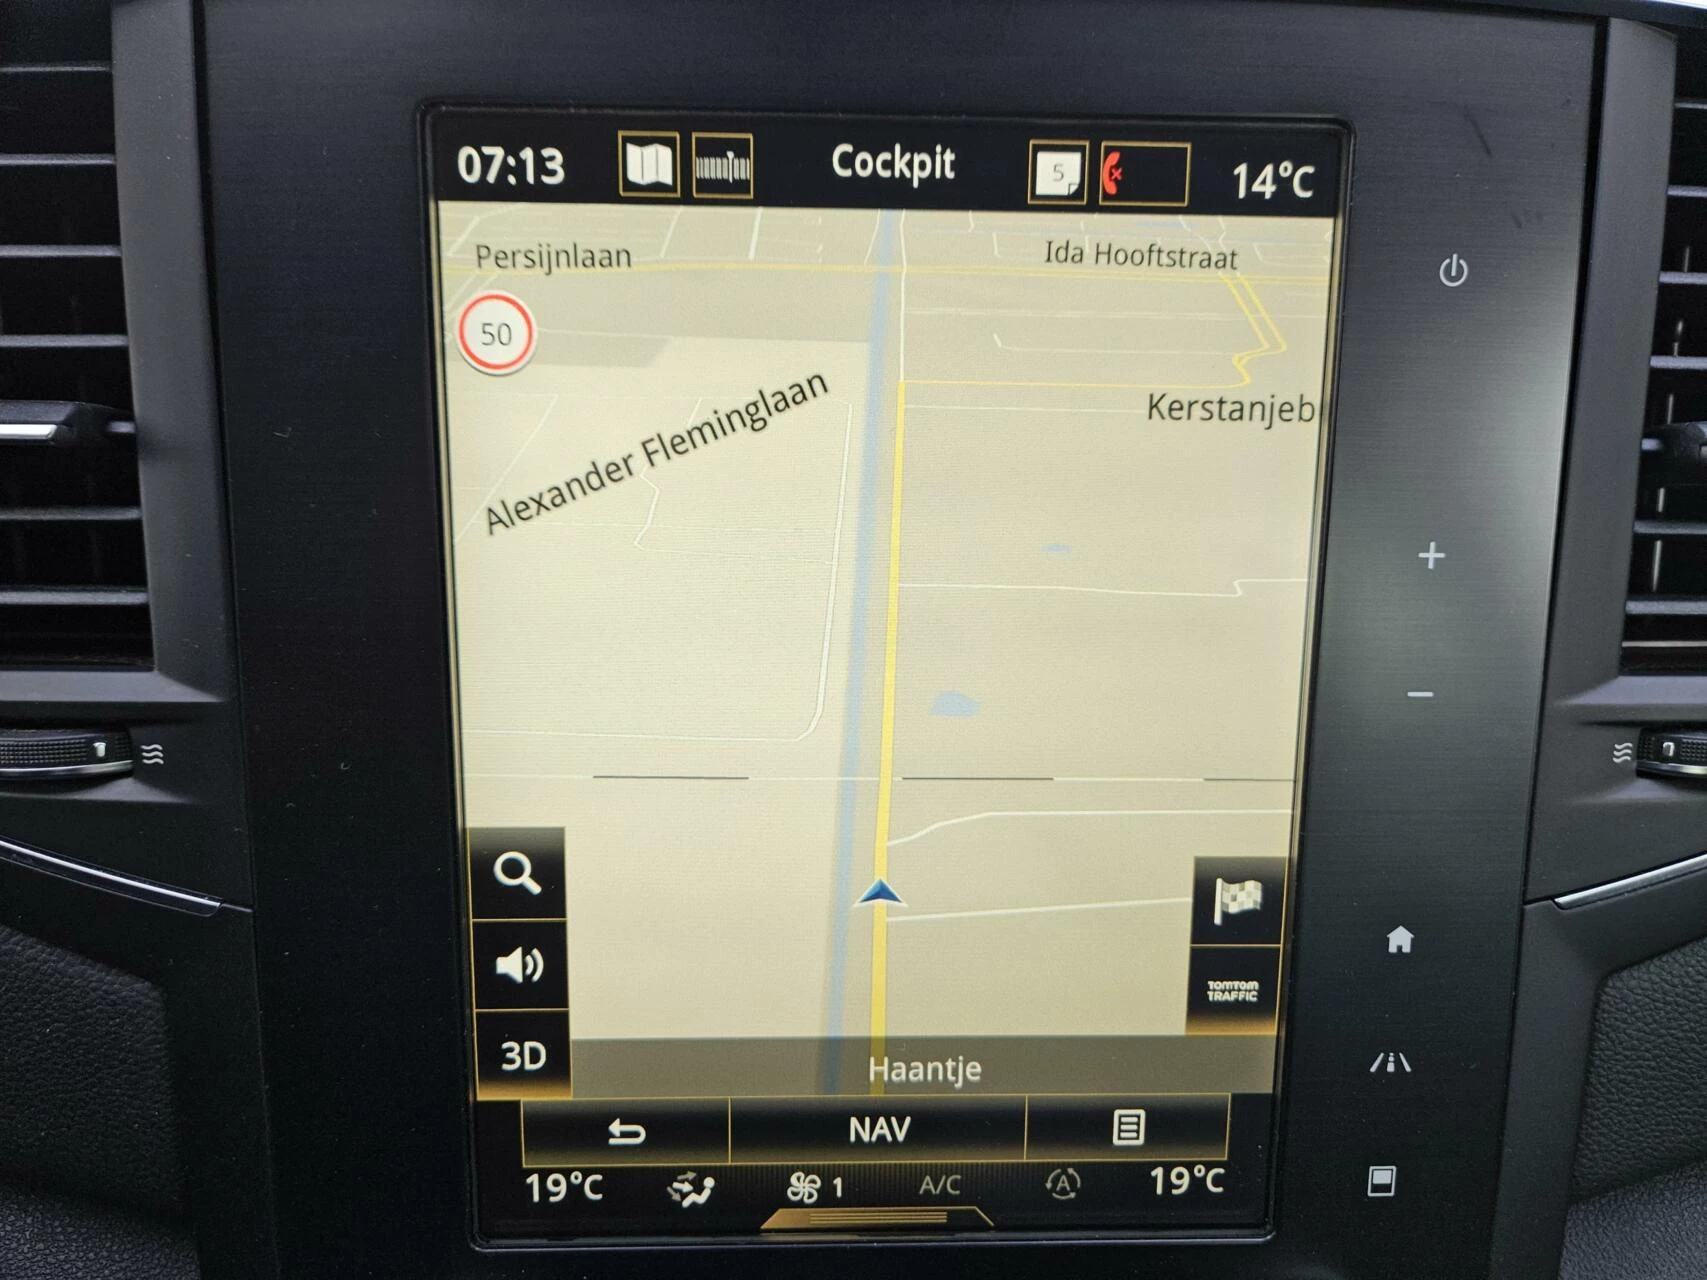 07:13
Cockpit
5
14°C
Persijnlaan
Ida Hooftstraat
50
Alexander Fleminglaan
Kerstanjeb
3D
TOMTOM
TRAFFIC
Haantje
NAV
19°C
1
A/C
A
19°C